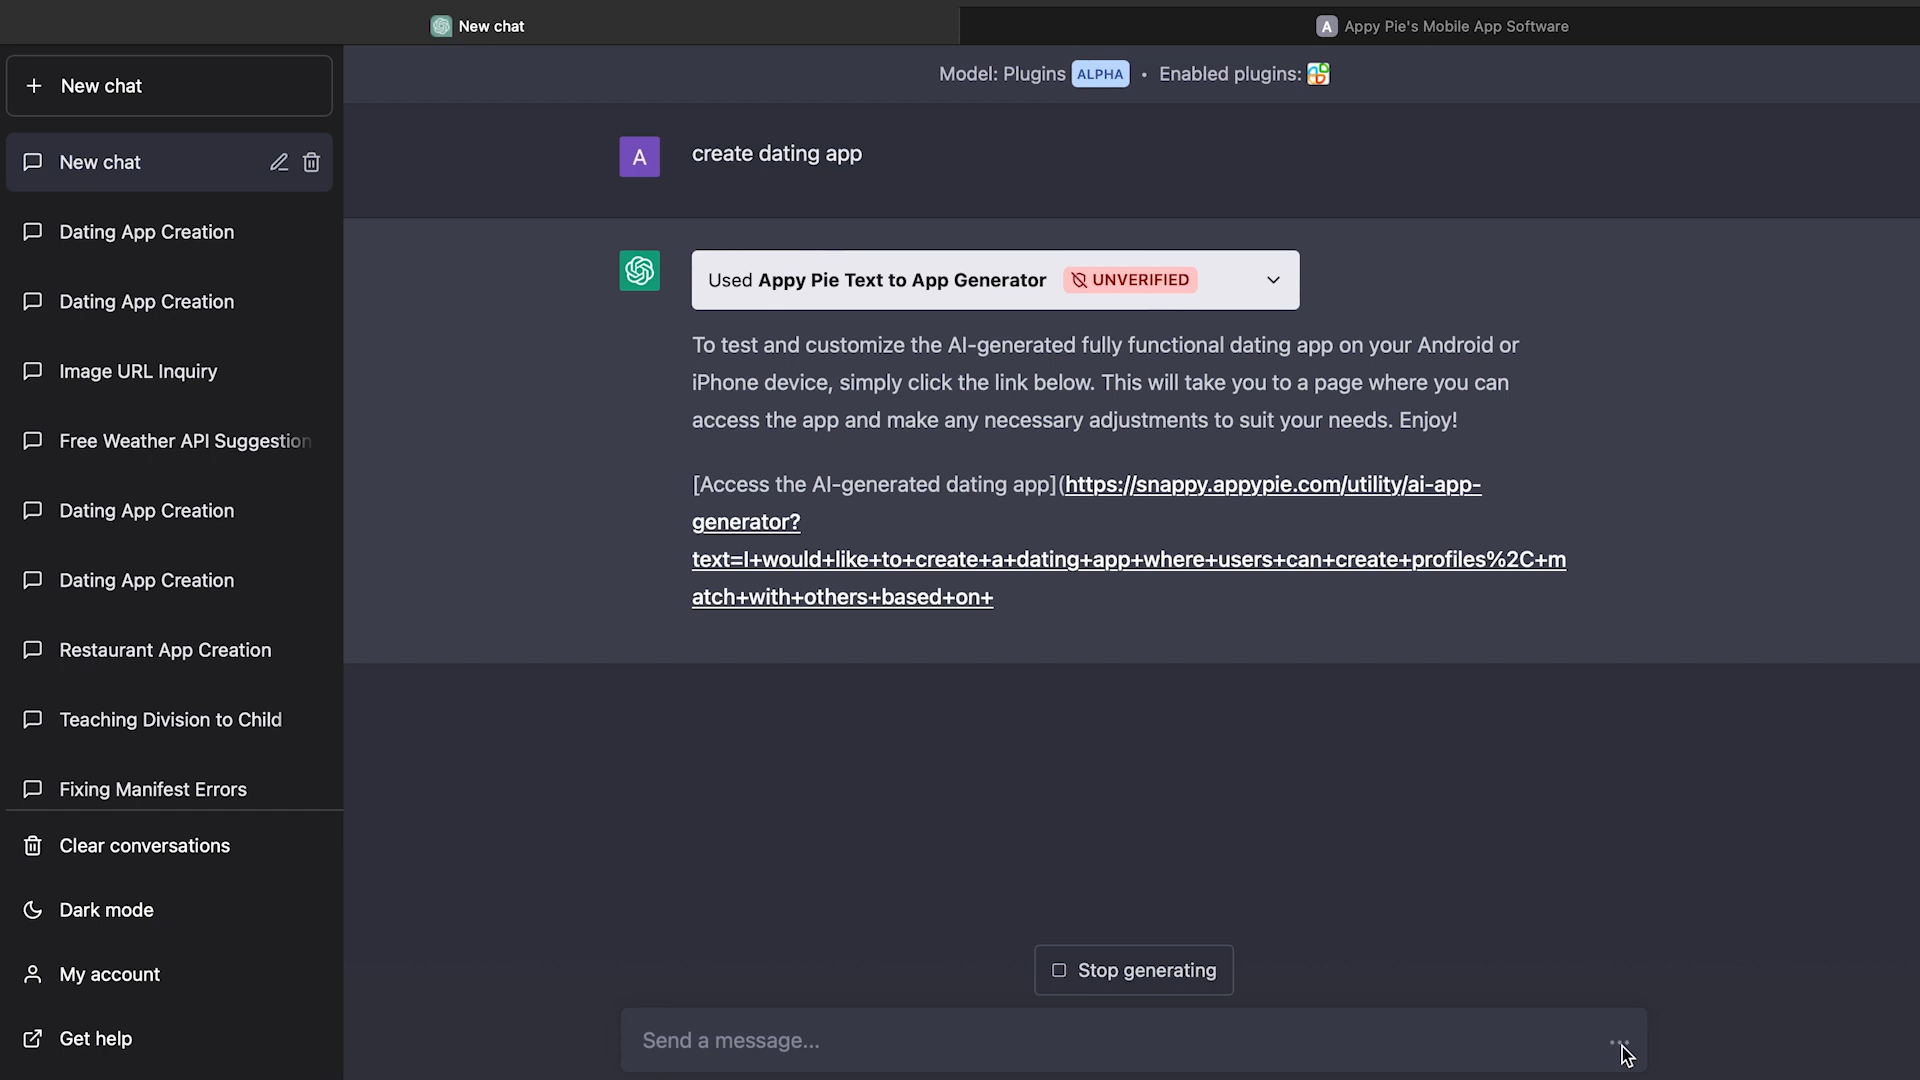 New chat
A Appy Pie's Mobile App Software
New chat
Model: Plugins ALPHA • Enabled plugins:
New chat
A create dating app
Dating App Creation
Used Appy Pie Text to App Generator UNVERIFIED
Dating App Creation
To test and customize the AI-generated fully functional dating app on your Android or
iPhone device, simply click the link below. This will take you to a page where you can
access the app and make any necessary adjustments to suit your needs. Enjoy!
Image URL Inquiry
Free Weather API Suggestion
[Access the AI-generated dating app](https://snappy.appypie.com/utility/ai-app-
generator?
text=I+would+like+to+create+a+dating+app+where+users+can+create+profiles%2C+m
atch+with+others+based+on+
Dating App Creation
Dating App Creation
Restaurant App Creation
Teaching Division to Child
Fixing Manifest Errors
Clear conversations
Dark mode
My account
Get help
Stop generating
Send a message...